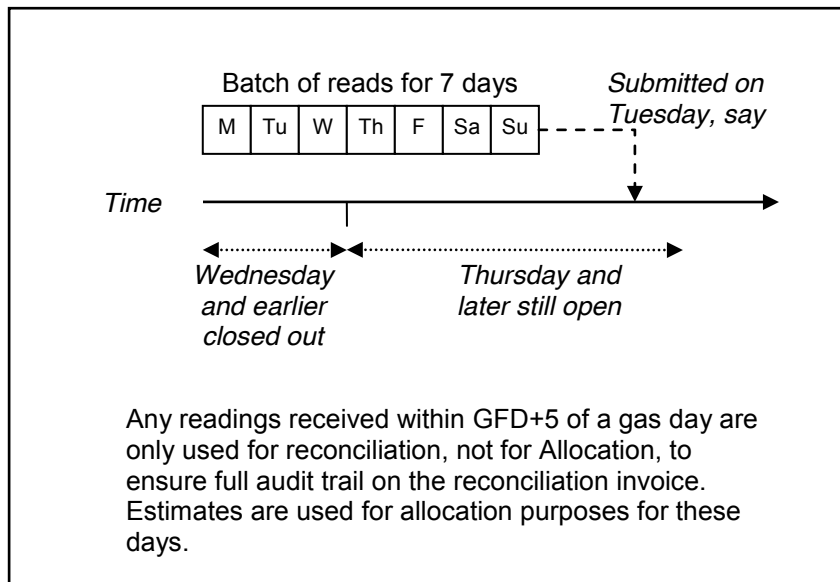 Batch of reads for 7 days
Submitted on
Tuesday, say
M Tu W Th F Sa Su
Time
Wednesday
and earlier
closed out
Thursday and
later still open
Any readings received within GFD+5 of a gas day are
only used for reconciliation, not for Allocation, to
ensure full audit trail on the reconciliation invoice.
Estimates are used for allocation purposes for these
days.